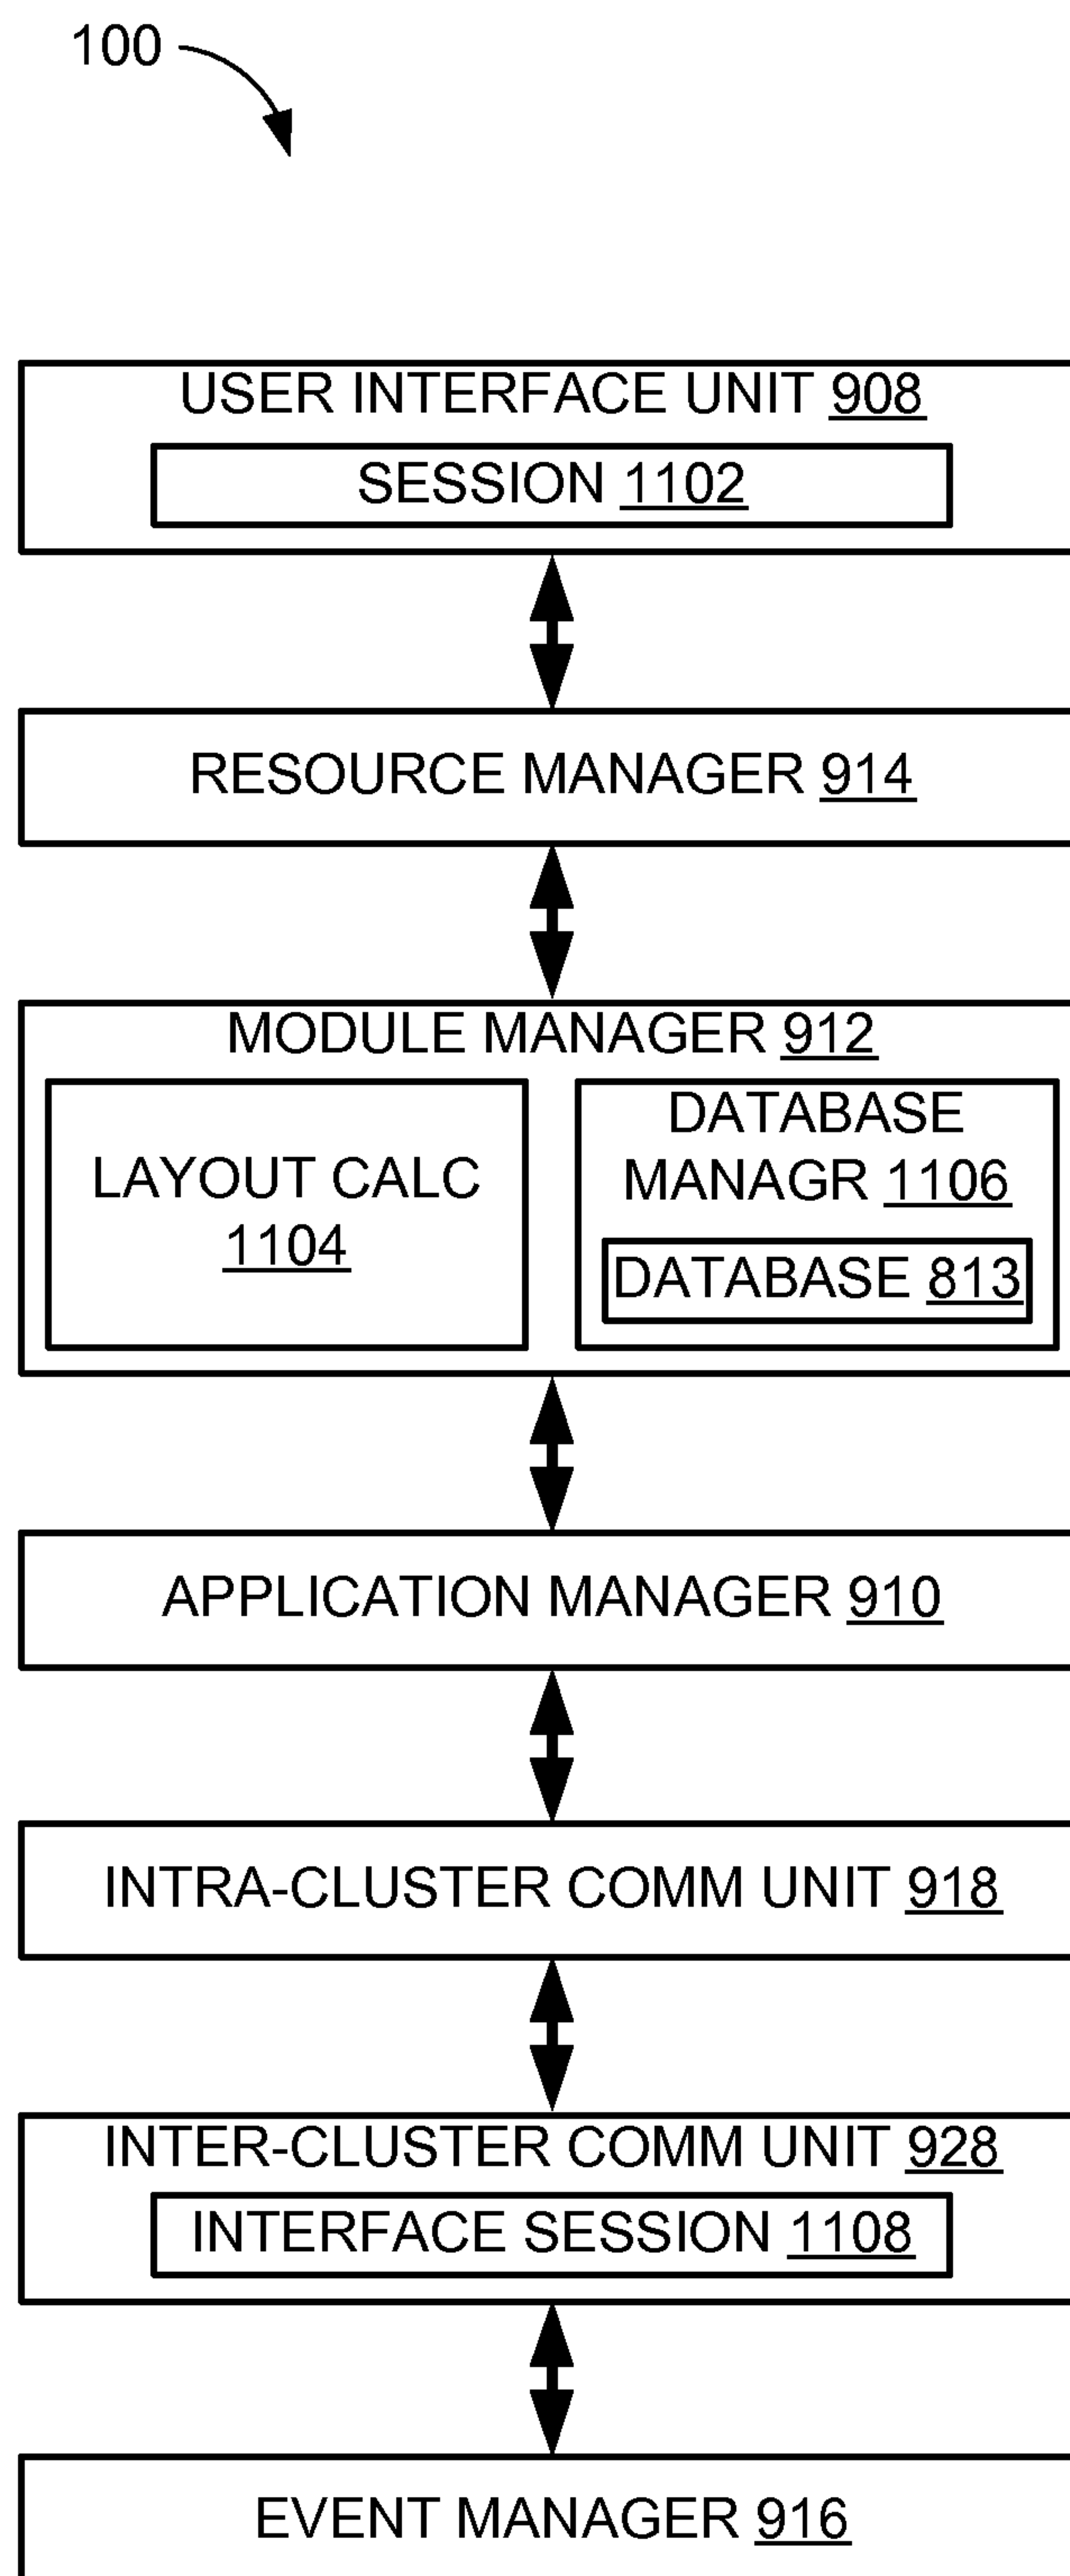 100
USER INTERFACE UNIT 908
SESSION 1102
RESOURCE MANAGER 914
MODULE MANAGER 912
LAYOUT CALC
1104
DATABASE
MANAGR 1106
DATABASE 813
APPLICATION MANAGER 910
INTRA-CLUSTER COMM UNIT 918
INTER-CLUSTER COMM UNIT 928
INTERFACE SESSION 1108
EVENT MANAGER 916